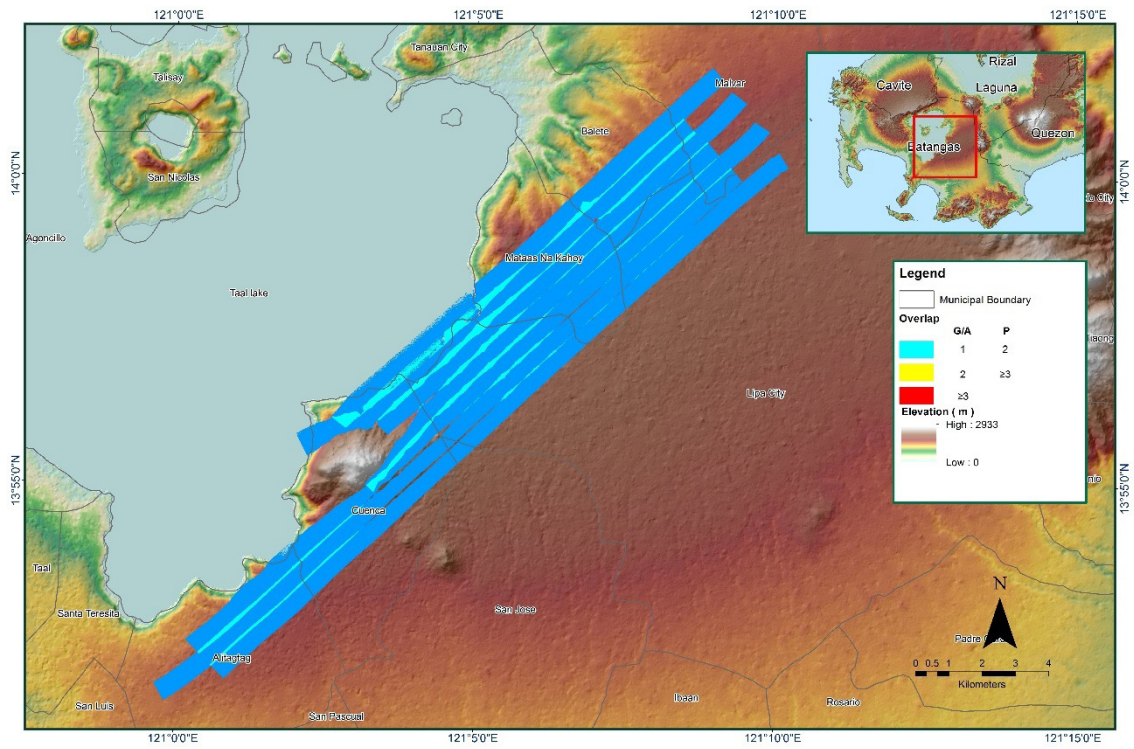 121°0'0"E
121°5'0"E
121°10'0"E
121°15'0"E
Tanauan City
Talisay
Malvar
Balete
San Nicolas
14°0'0"N
14°0'0"N
Agoncillo
Mataas Na Kahoy
Taal lake
Lipa City
13°55'0"N
13°55'0"N
Cuenca
Taal
Santa Teresita
San Jose
Alitagtag
San Luis
San Pascual
Ibaan
Rosario
Padre
Rizal
Cavite
Laguna
Quezon
Batangas
Legend
Municipal Boundary
Overlap
G/A P
1 2
2 ≥3
≥3
Elevation ( m )
High : 2933
Low : 0
N
0 0.5 1 2 3 4
Kilometers
121°0'0"E
121°5'0"E
121°10'0"E
121°15'0"E